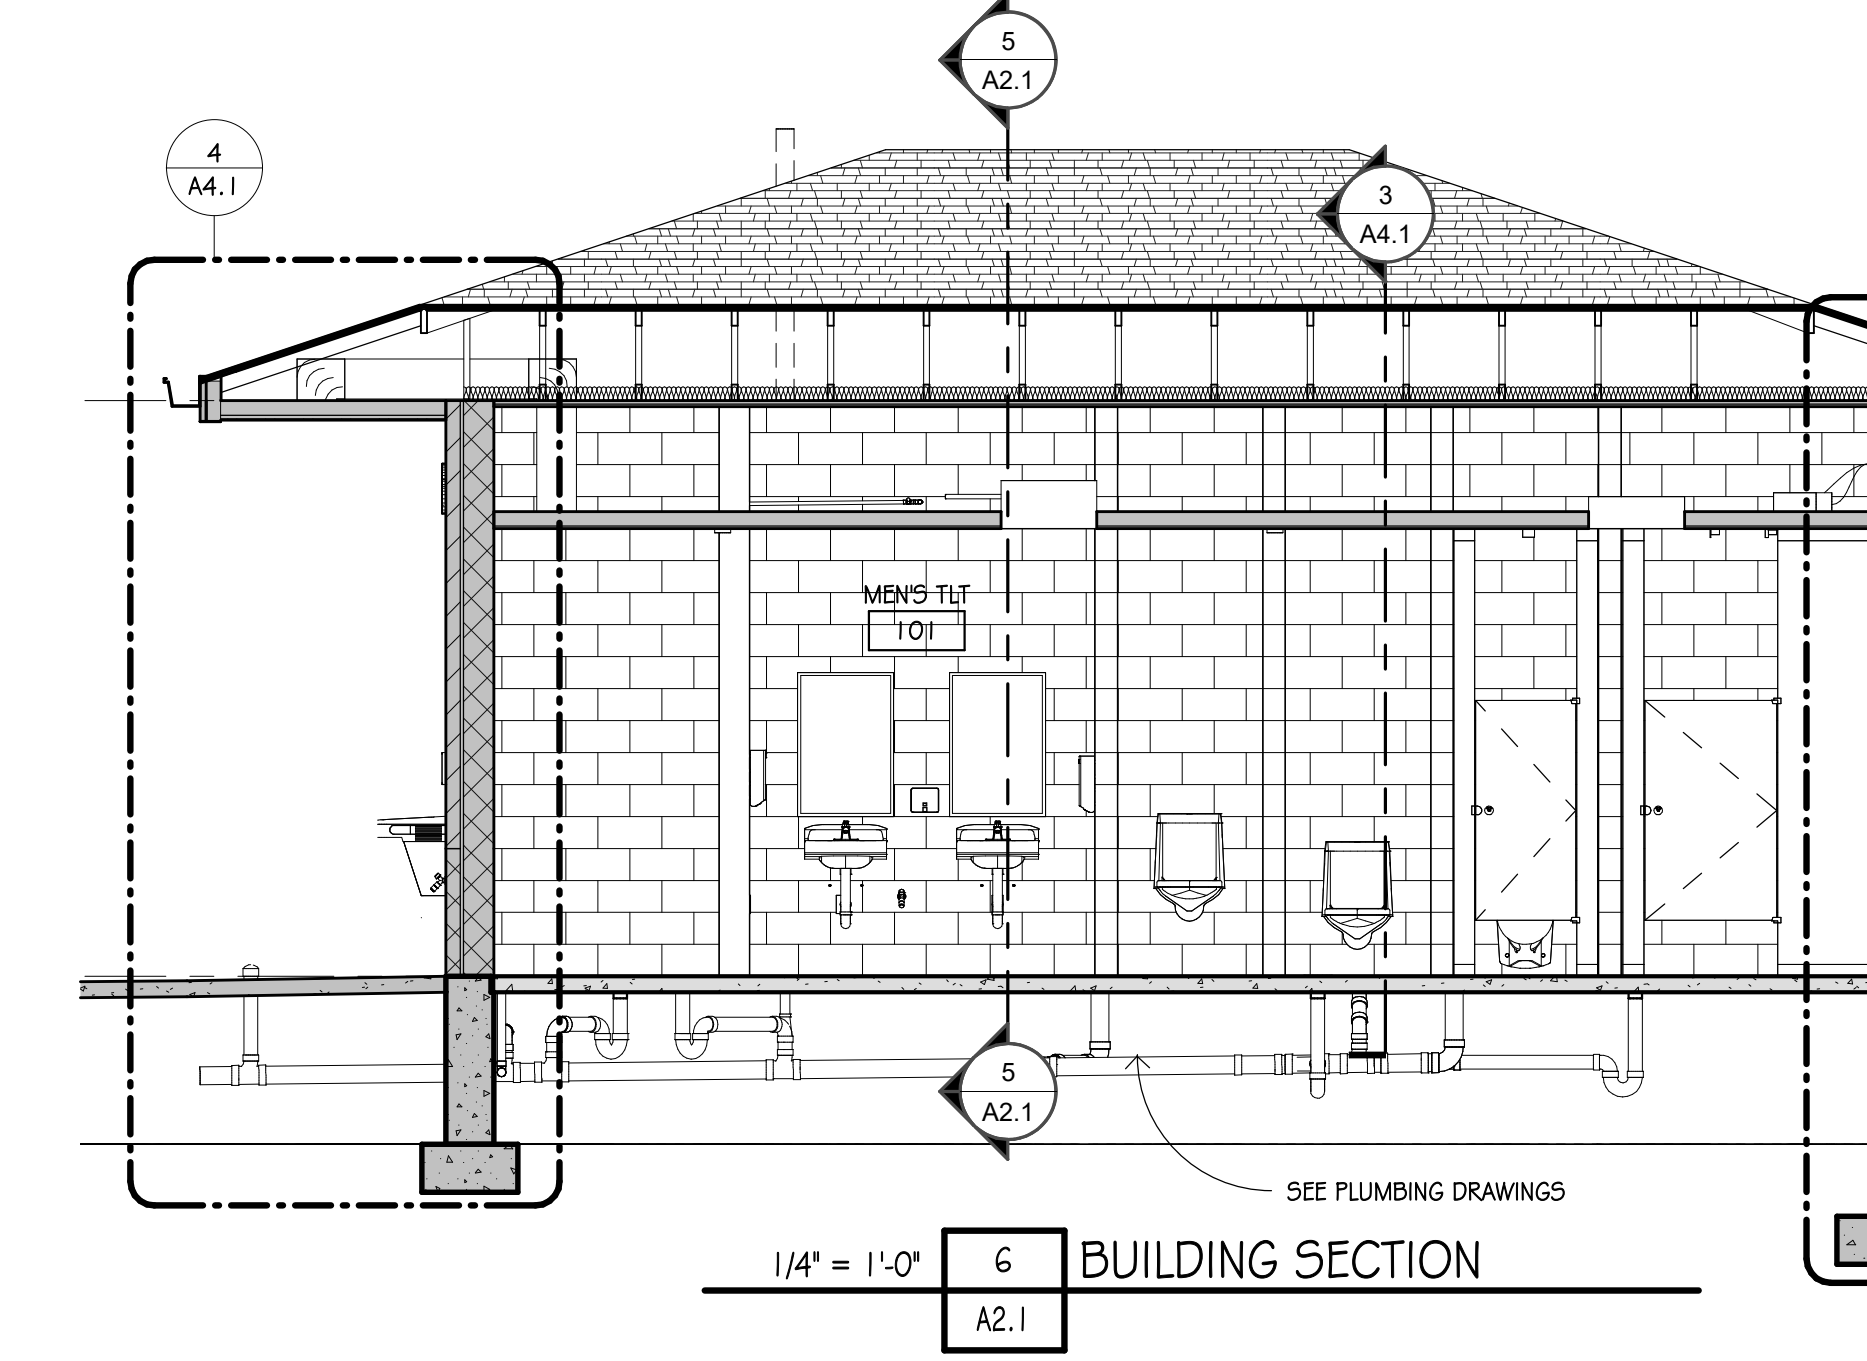 5
A2.1
4
A4.1
3
A4.1
MEN'S TLT
101
5
A2.1
SEE PLUMBING DRAWINGS
1/4" = 1'-0"
6
BUILDING SECTION
A2.1